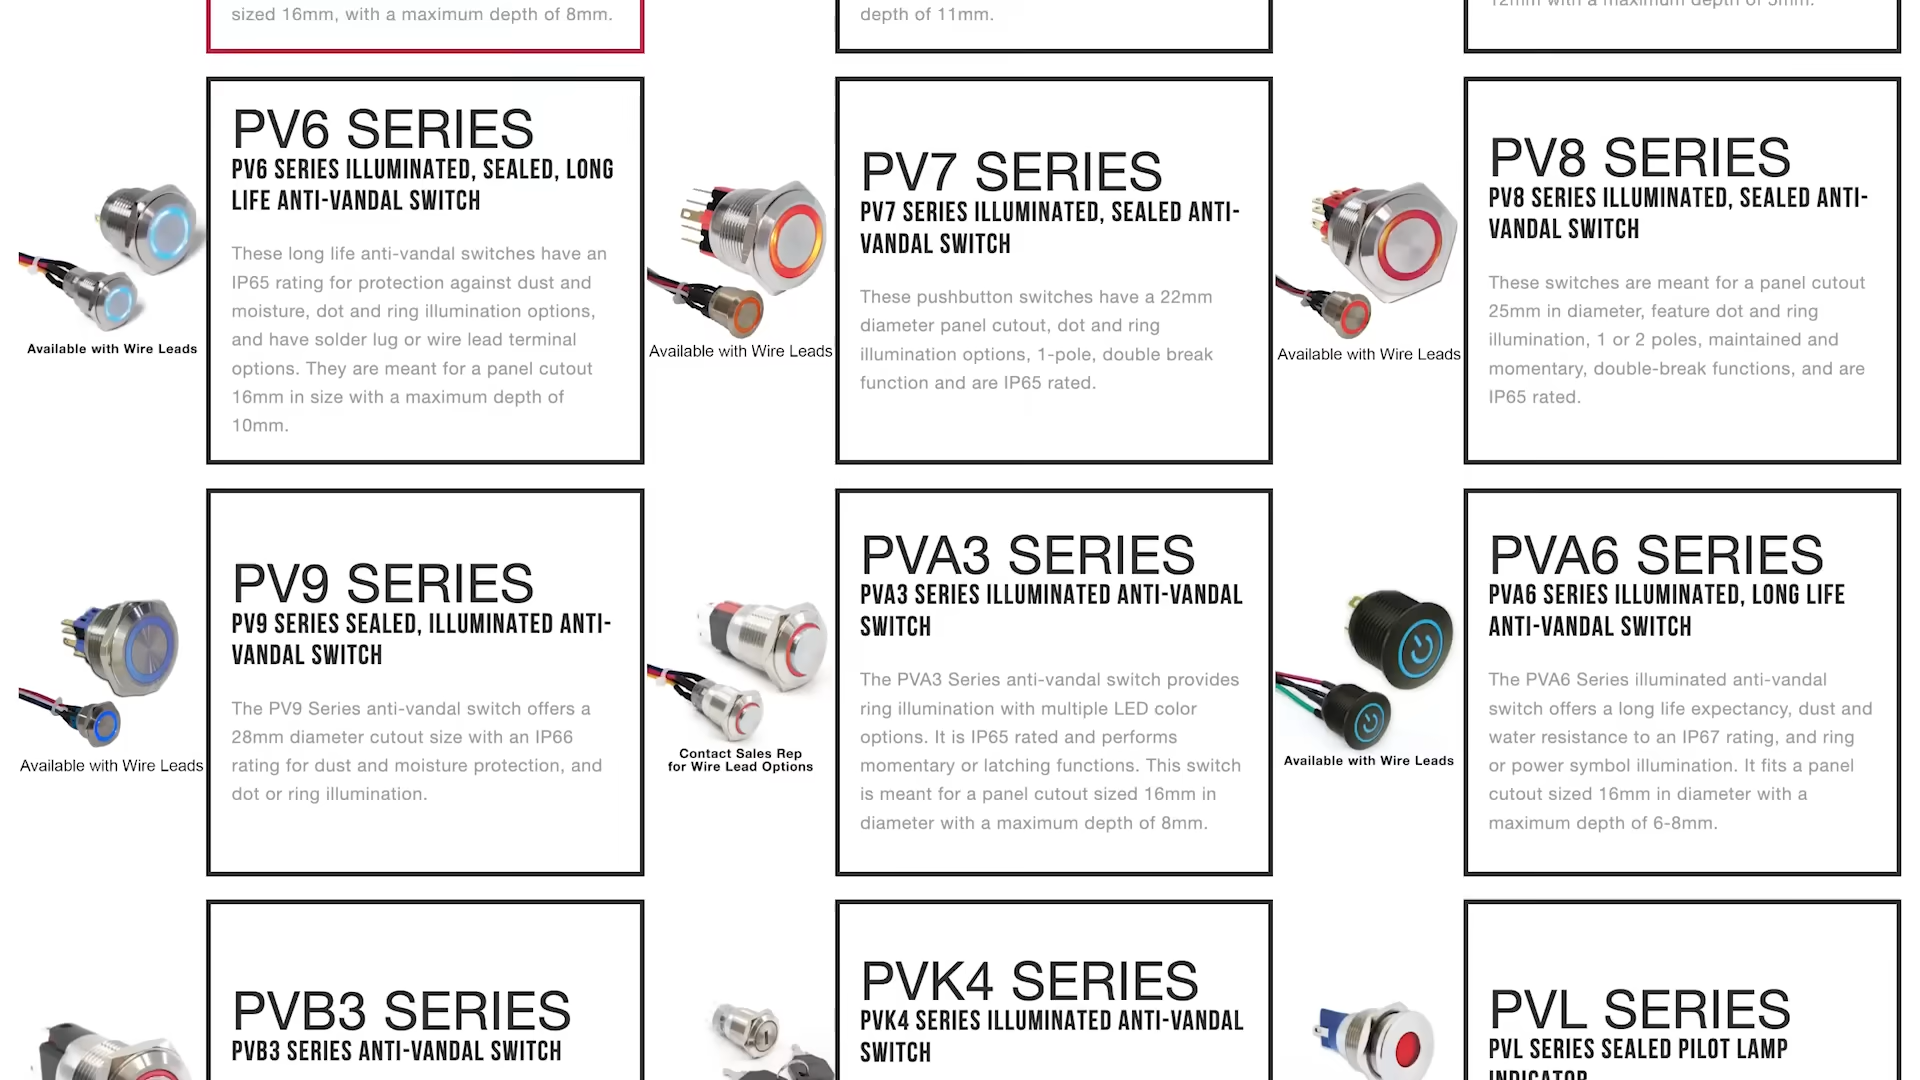 sized 16mm, with a maximum depth of 8mm.
depth of 11mm.
12mm with a maximum depth of 5mm.
PV6 SERIES
PV6 SERIES ILLUMINATED, SEALED, LONG
LIFE ANTI-VANDAL SWITCH
These long life anti-vandal switches have an
IP65 rating for protection against dust and
moisture, dot and ring illumination options,
and have solder lug or wire lead terminal
options. They are meant for a panel cutout
16mm in size with a maximum depth of
10mm.
Available with Wire Leads
PV7 SERIES
PV7 SERIES ILLUMINATED, SEALED ANTI-
VANDAL SWITCH
These pushbutton switches have a 22mm
diameter panel cutout, dot and ring
illumination options, 1-pole, double break
function and are IP65 rated.
Available with Wire Leads
PV8 SERIES
PV8 SERIES ILLUMINATED, SEALED ANTI-
VANDAL SWITCH
These switches are meant for a panel cutout
25mm in diameter, feature dot and ring
illumination, 1 or 2 poles, maintained and
momentary, double-break functions, and are
IP65 rated.
Available with Wire Leads
PV9 SERIES
PV9 SERIES SEALED, ILLUMINATED ANTI-
VANDAL SWITCH
The PV9 Series anti-vandal switch offers a
28mm diameter cutout size with an IP66
rating for dust and moisture protection, and
dot or ring illumination.
Available with Wire Leads
PVA3 SERIES
PVA3 SERIES ILLUMINATED ANTI-VANDAL
SWITCH
The PVA3 Series anti-vandal switch provides
ring illumination with multiple LED color
options. It is IP65 rated and performs
momentary or latching functions. This switch
is meant for a panel cutout sized 16mm in
diameter with a maximum depth of 8mm.
Contact Sales Rep
for Wire Lead Options
PVA6 SERIES
PVA6 SERIES ILLUMINATED, LONG LIFE
ANTI-VANDAL SWITCH
The PVA6 Series illuminated anti-vandal
switch offers a long life expectancy, dust and
water resistance to an IP67 rating, and ring
or power symbol illumination. It fits a panel
cutout sized 16mm in diameter with a
maximum depth of 6-8mm.
Available with Wire Leads
PVB3 SERIES
PVB3 SERIES ANTI-VANDAL SWITCH
PVK4 SERIES
PVK4 SERIES ILLUMINATED ANTI-VANDAL
SWITCH
PVL SERIES
PVL SERIES SEALED PILOT LAMP
INDICATOR